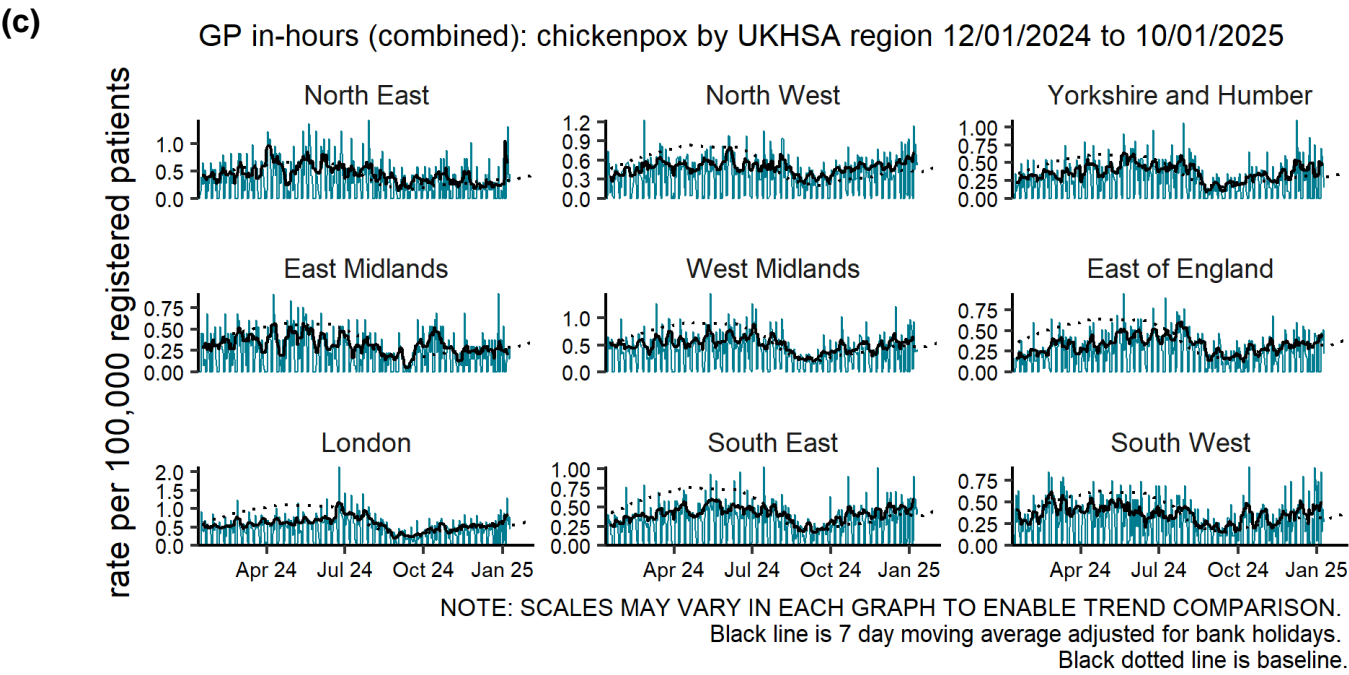 (c)
GP in-hours (combined): chickenpox by UKHSA region 12/01/2024 to 10/01/2025
rate per 100,000 registered patients
North East
1.0
0.5
0.0
North West
1.2
0.9
0.6
0.3
0.0
Yorkshire and Humber
1.00
0.75
0.50
0.25
0.00
East Midlands
0.75
0.50
0.25
0.00
West Midlands
1.0
0.5
0.0
East of England
0.75
0.50
0.25
0.00
London
2.0
1.5
1.0
0.5
0.0
Apr 24 Jul 24 Oct 24 Jan 25
South East
1.00
0.75
0.50
0.25
0.00
Apr 24 Jul 24 Oct 24 Jan 25
South West
0.75
0.50
0.25
0.00
Apr 24 Jul 24 Oct 24 Jan 25
NOTE: SCALES MAY VARY IN EACH GRAPH TO ENABLE TREND COMPARISON.
Black line is 7 day moving average adjusted for bank holidays.
Black dotted line is baseline.